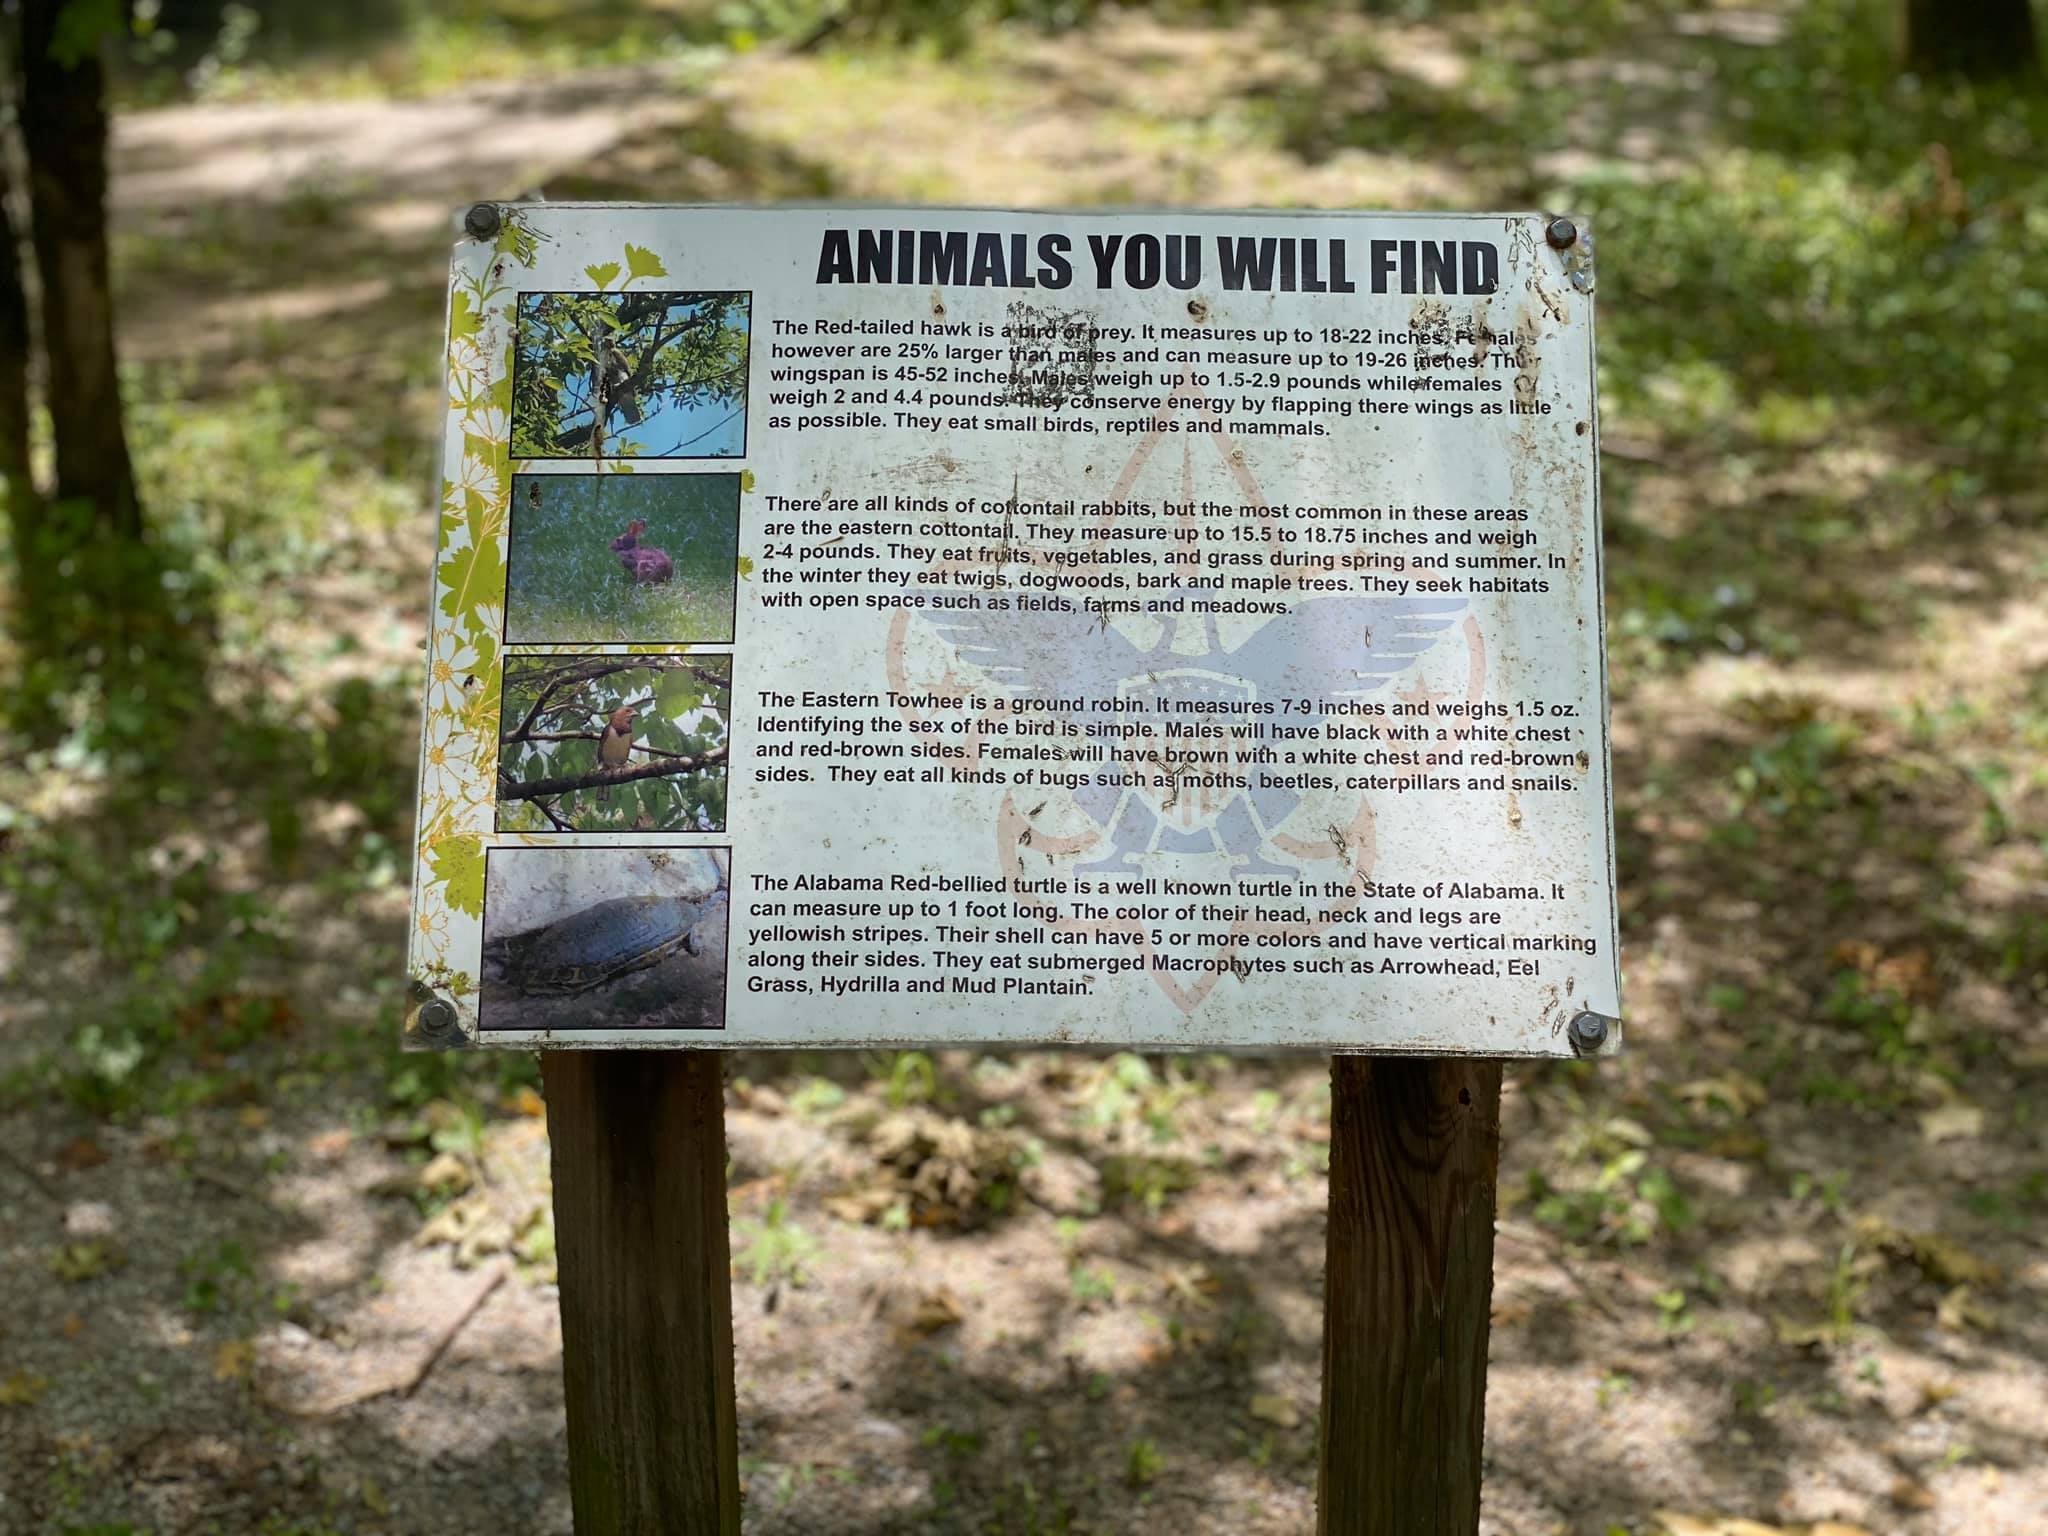 ANIMALS YOU WILL FIND
The Red-tailed hawk is a bird of prey. It measures up to 18-22 inches. Females
however are 25% larger than males and can measure up to 19-26 inches. Their
wingspan is 45-52 inches. Males weigh up to 1.5-2.9 pounds while females
weigh 2 and 4.4 pounds. They conserve energy by flapping there wings as little
as possible. They eat small birds, reptiles and mammals.
There are all kinds of cottontail rabbits, but the most common in these areas
are the eastern cottontail. They measure up to 15.5 to 18.75 inches and weigh
2-4 pounds. They eat fruits, vegetables, and grass during spring and summer. In
the winter they eat twigs, dogwoods, bark and maple trees. They seek habitats
with open space such as fields, farms and meadows.
The Eastern Towhee is a ground robin. It measures 7-9 inches and weighs 1.5 oz.
Identifying the sex of the bird is simple. Males will have black with a white chest
and red-brown sides. Females will have brown with a white chest and red-brown
sides. They eat all kinds of bugs such as moths, beetles, caterpillars and snails.
The Alabama Red-bellied turtle is a well known turtle in the State of Alabama. It
can measure up to 1 foot long. The color of their head, neck and legs are
yellowish stripes. Their shell can have 5 or more colors and have vertical marking
along their sides. They eat submerged Macrophytes such as Arrowhead, Eel
Grass, Hydrilla and Mud Plantain.